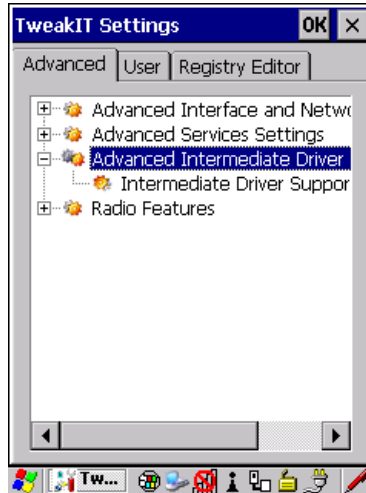 TweakIT Settings OK
Advanced User Registry Editor
Advanced Interface and Netwo
Advanced Services Settings
Advanced Intermediate Driver
Intermediate Driver Suppor
Radio Features
Tw...